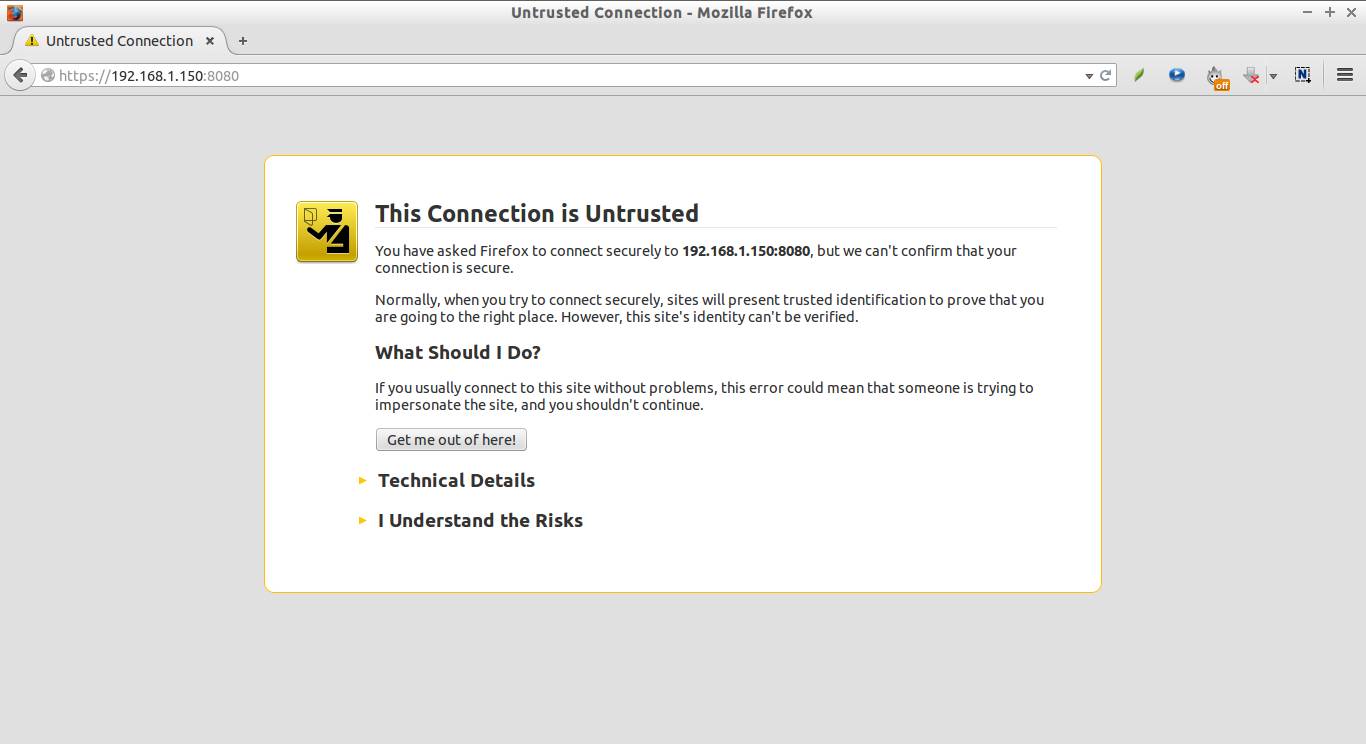 Untrusted Connection - Mozilla Firefox
Untrusted Connection
https://192.168.1.150:8080
off
N
This Connection is Untrusted
You have asked Firefox to connect securely to 192.168.1.150:8080, but we can't confirm that your
connection is secure.
Normally, when you try to connect securely, sites will present trusted identification to prove that you
are going to the right place. However, this site's identity can't be verified.
What Should I Do?
If you usually connect to this site without problems, this error could mean that someone is trying to
impersonate the site, and you shouldn't continue.
Get me out of here!
Technical Details
I Understand the Risks